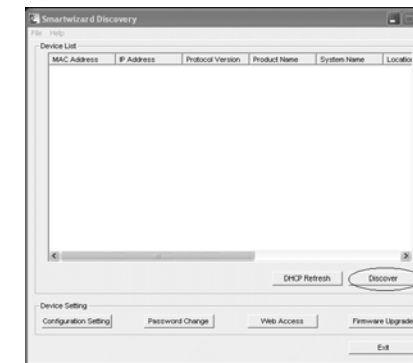 Smartwizard Discovery
File Help
Device List
MAC Address IP Address Protocol Version Product Name System Name Location
DHCP Refresh Discover
Device Setting
Configuration Setting Password Change Web Access Firmware Upgrade
Exit